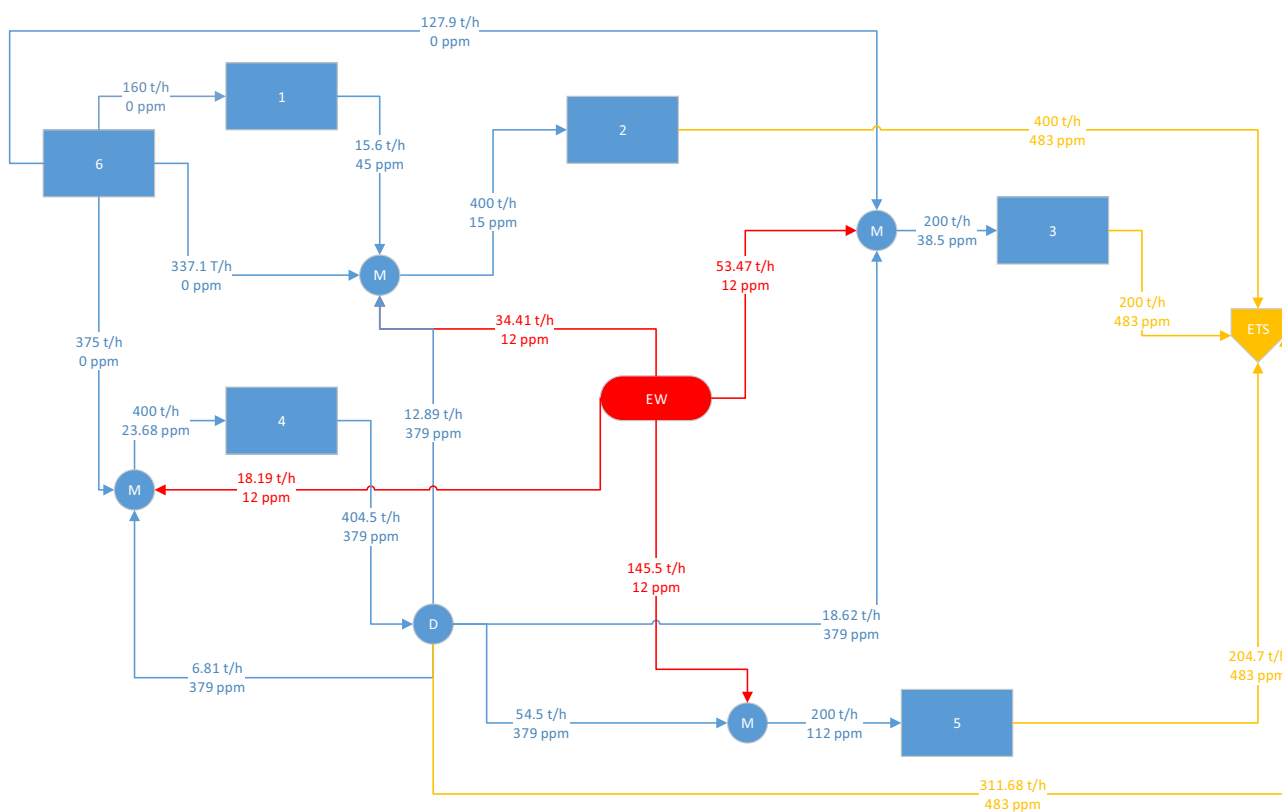 127.9 t/h
0 ppm
160 t/h
0 ppm
1
2
400 t/h
483 ppm
6
15.6 t/h
45 ppm
400 t/h
15 ppm
M
200 t/h
38.5 ppm
3
337.1 T/h
0 ppm
M
53.47 t/h
12 ppm
200 t/h
483 ppm
ETS
34.41 t/h
12 ppm
375 t/h
0 ppm
EW
400 t/h
23.68 ppm
4
12.89 t/h
379 ppm
M
18.19 t/h
12 ppm
404.5 t/h
379 ppm
145.5 t/h
12 ppm
D
18.62 t/h
379 ppm
6.81 t/h
379 ppm
204.7 t/h
483 ppm
54.5 t/h
379 ppm
M
200 t/h
112 ppm
5
311.68 t/h
483 ppm